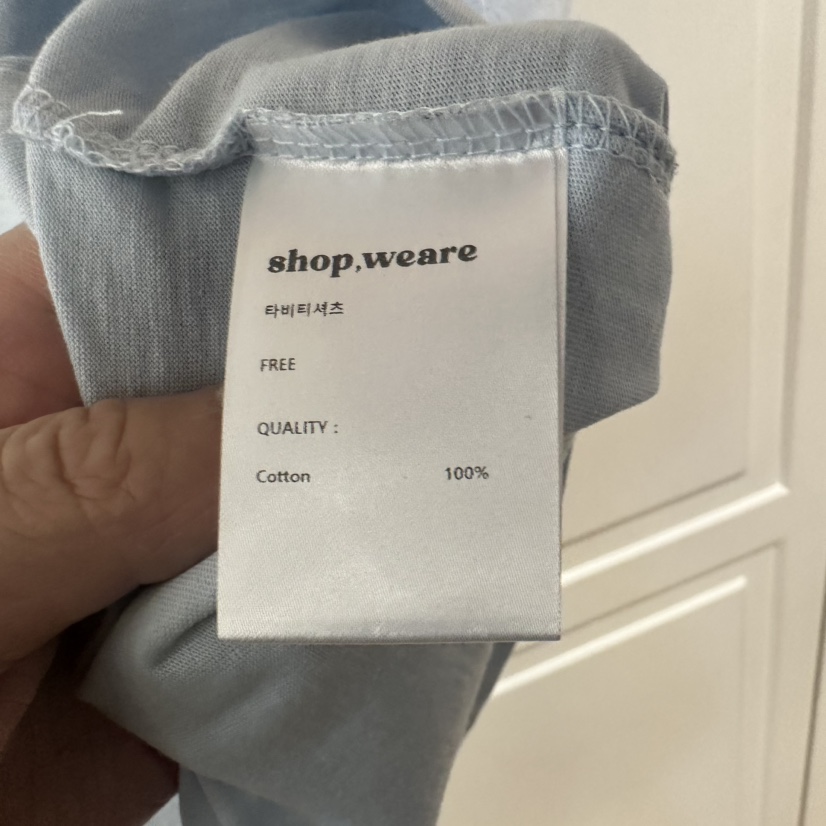 shop,weare
타비티셔츠
FREE
QUALITY :
Cotton 100%